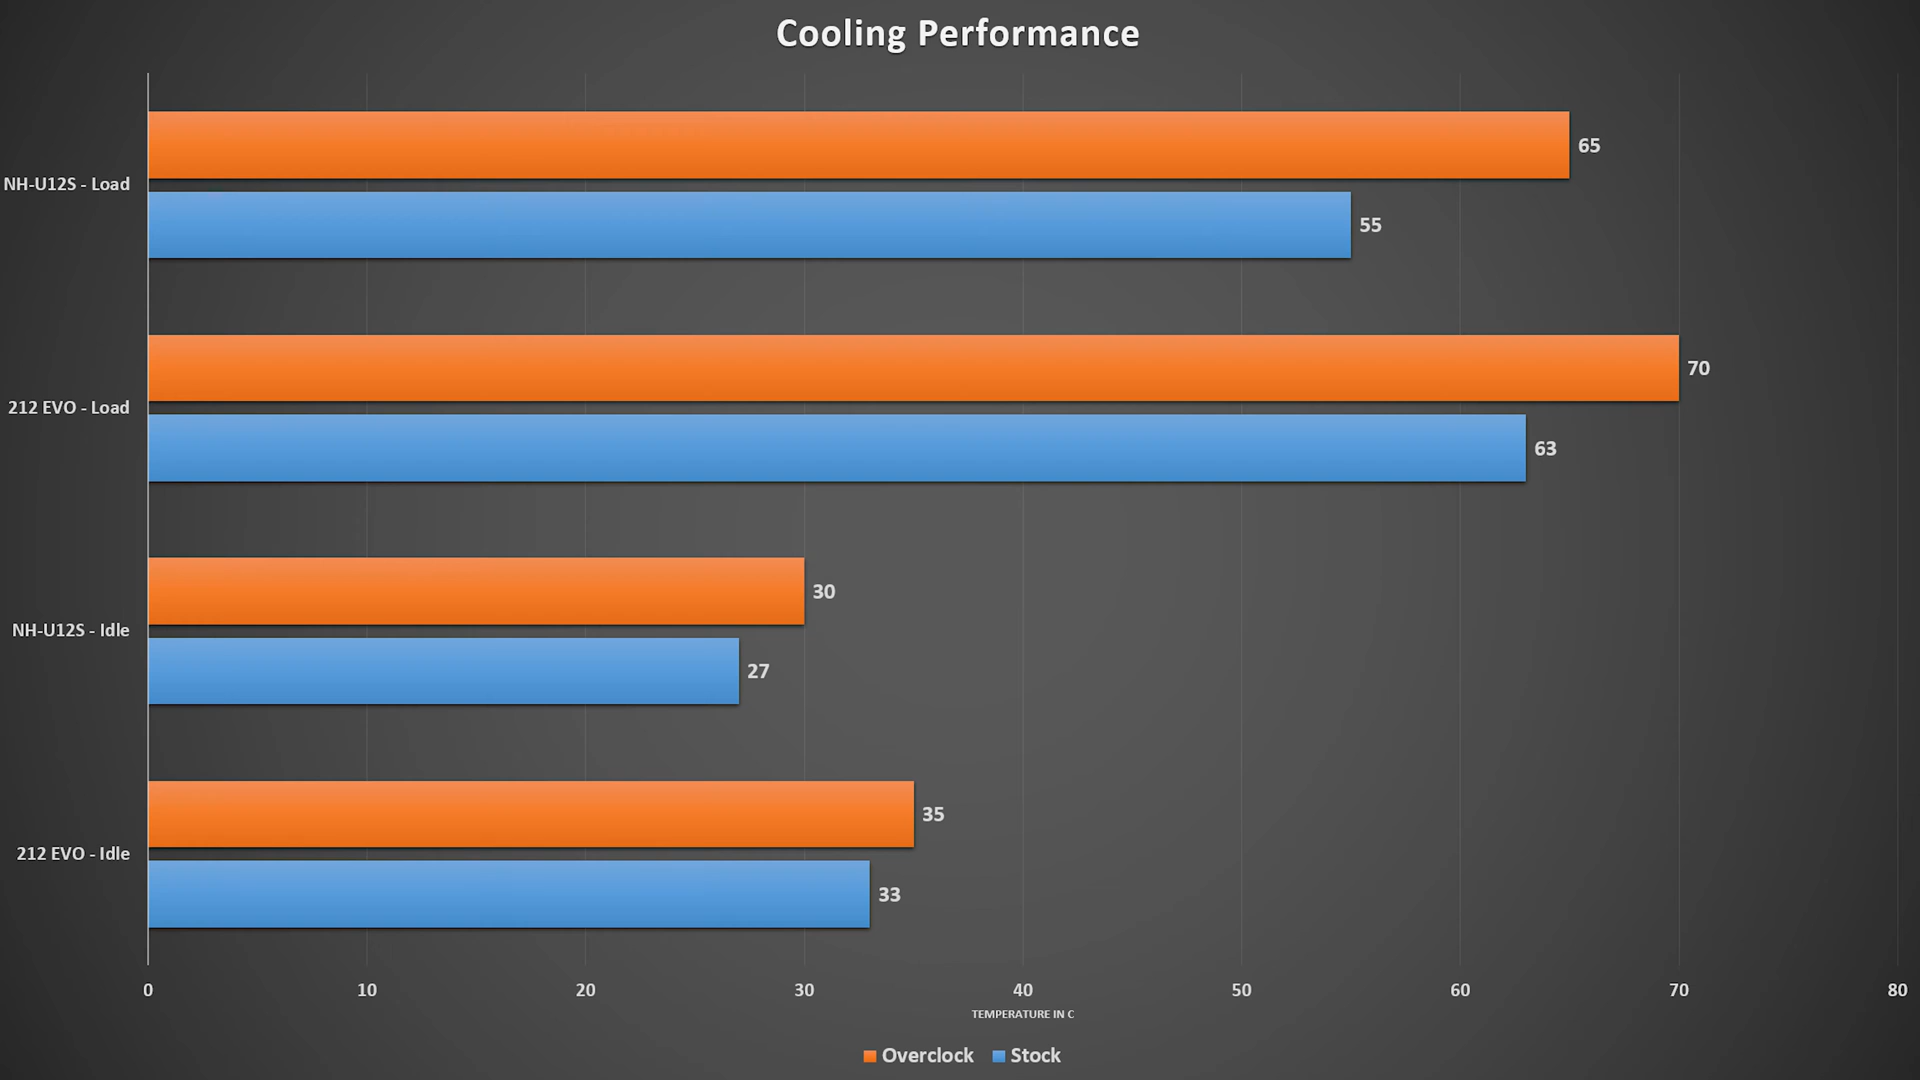 Cooling Performance
NH-U12S - Load
65
55
212 EVO - Load
70
63
NH-U12S - Idle
30
27
212 EVO - Idle
35
33
0 10 20 30 40 50 60 70 80
TEMPERATURE IN C
Overclock Stock